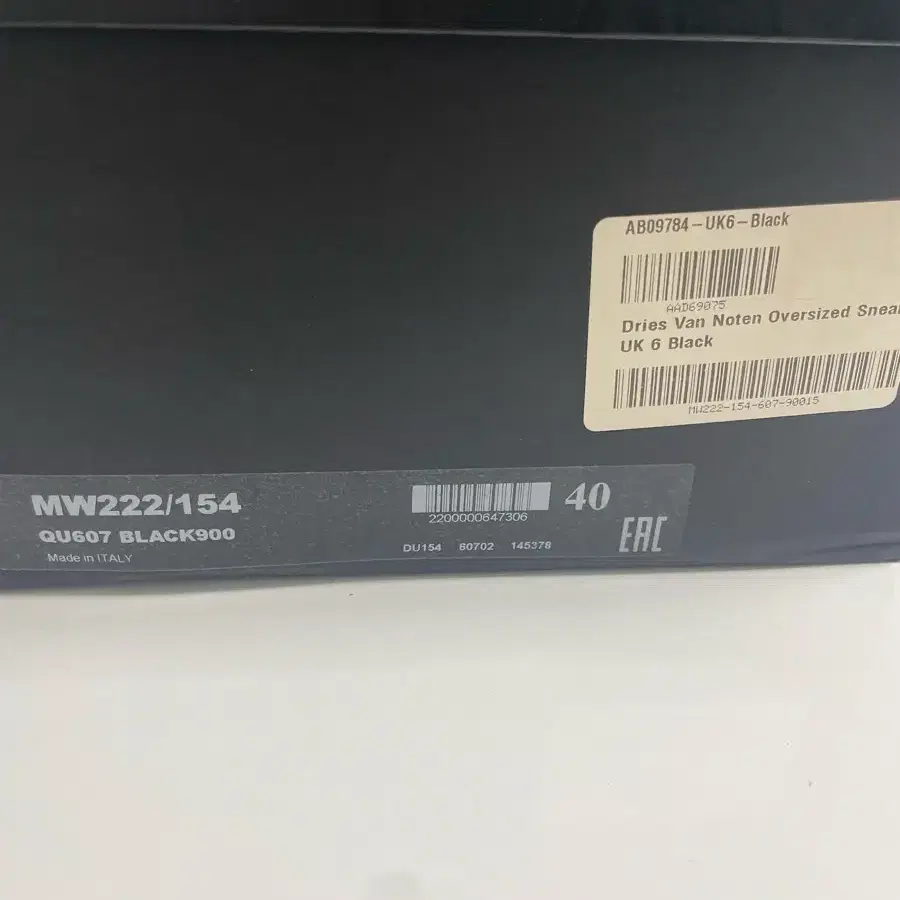 AB09784-UK6-Black
AAD69075
Dries Van Noten Oversized
UK 6 Black
MW222-154-607-90015
MW222/154
QU607 BLACK900
Made in ITALY
2200000647306
40
DU154 80702 145378
EAC